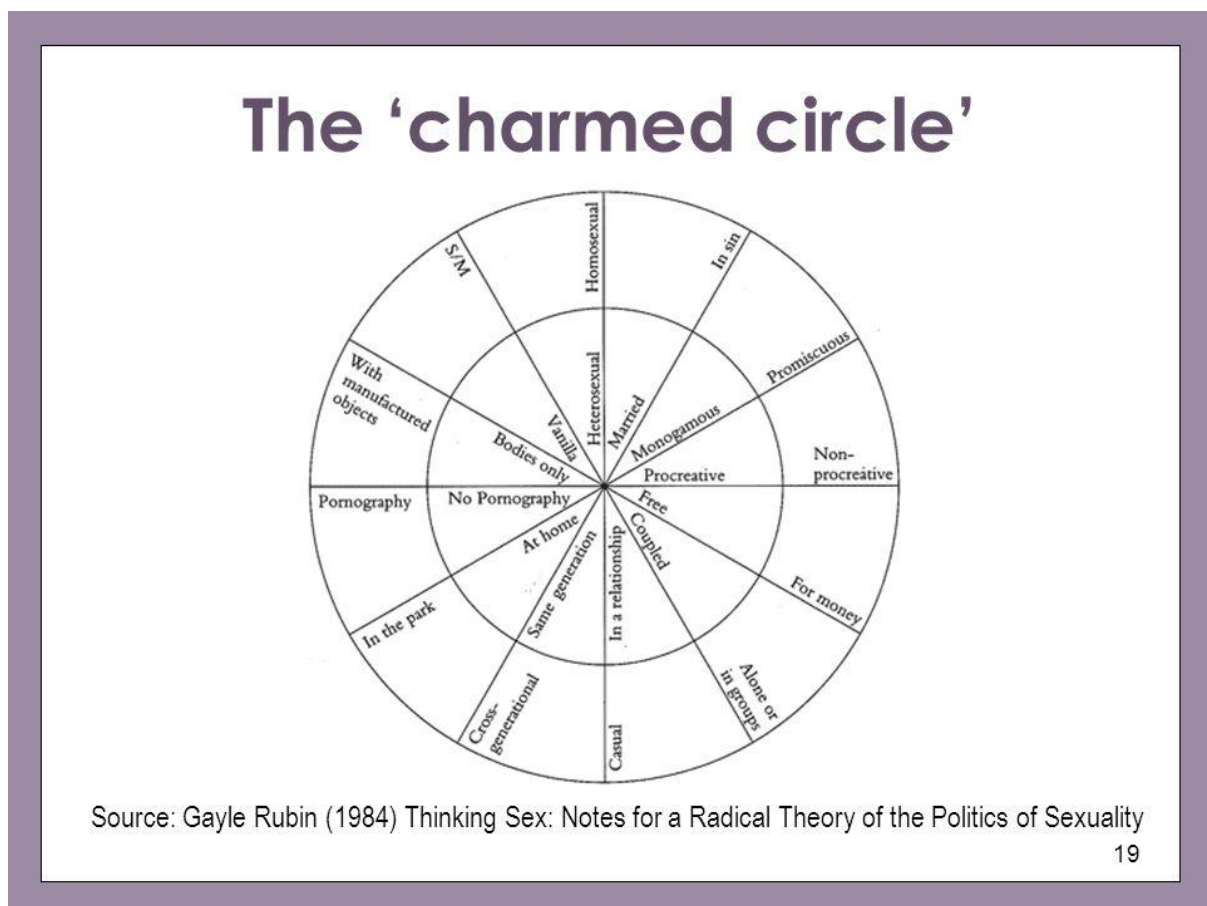 The ‘charmed circle’
Homosexual
In sin
Promiscuous
Non-
procreative
For money
Alone or
in groups
Casual
Cross-
generational
In the park
Pornography
With
manufactured
objects
S/M
Heterosexual
Married
Monogamous
Procreative
Free
Coupled
In a relationship
Same generation
At home
No Pornography
Bodies only
Vanilla
Source: Gayle Rubin (1984) Thinking Sex: Notes for a Radical Theory of the Politics of Sexuality
19